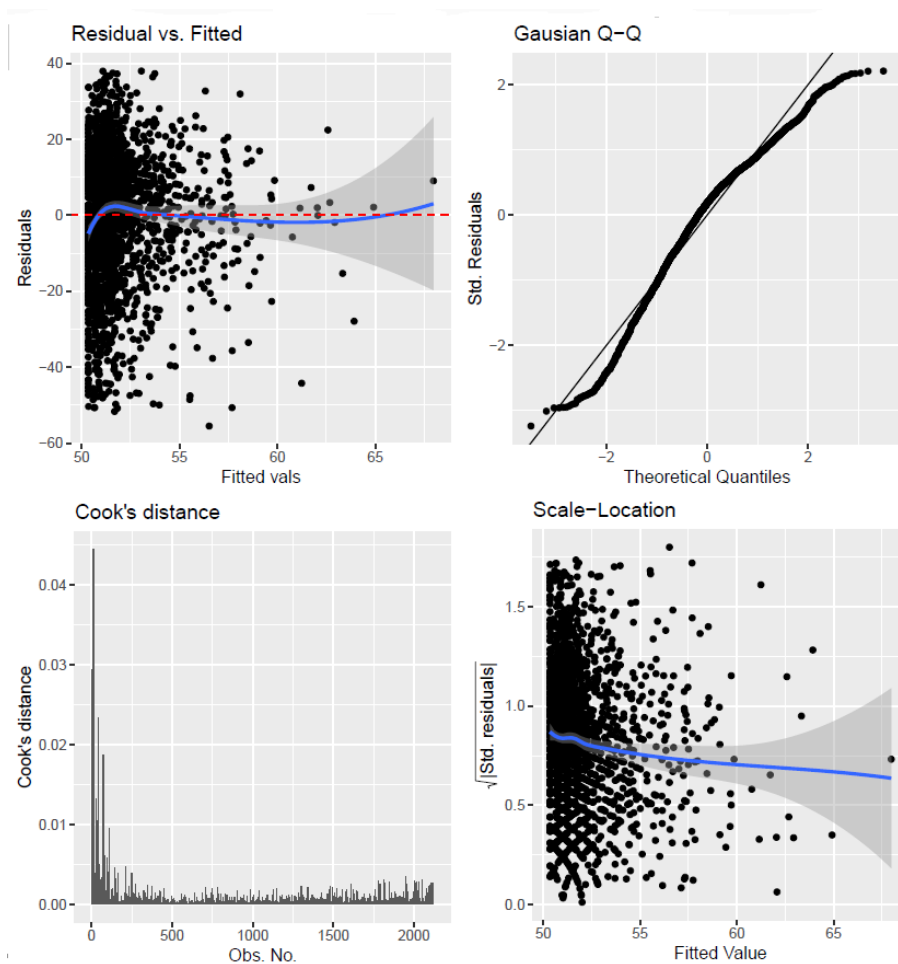 Residual vs. Fitted
40
20
0
−20
−40
−60
Residuals
50
55
60
65
Fitted vals
Gaussian Q−Q
2
0
−2
Std. Residuals
−2
0
2
Theoretical Quantiles
Cook's distance
0.04
0.03
0.02
0.01
0.00
Cook's distance
0
500
1000
1500
2000
Obs. No.
Scale−Location
1.5
1.0
0.5
0.0
√|Std. residuals|
50
55
60
65
Fitted Value